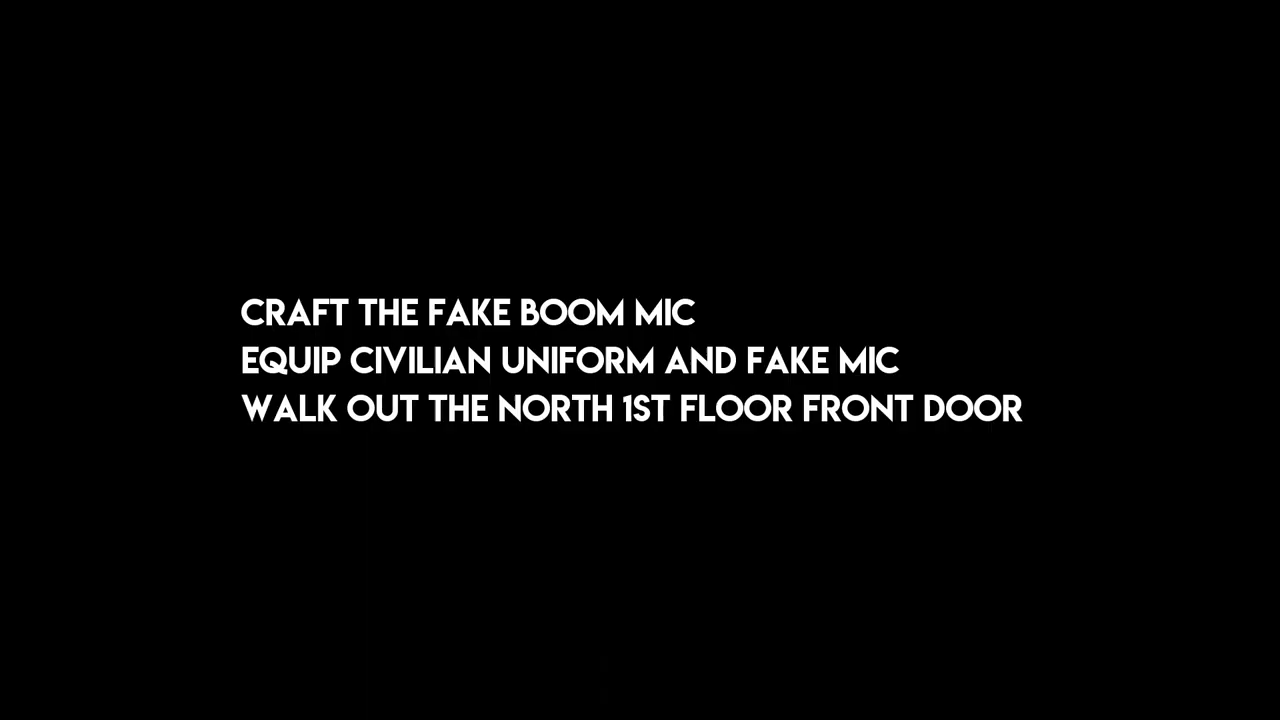 CRAFT THE FAKE BOOM MIC
EQUIP CIVILIAN UNIFORM AND FAKE MIC
WALK OUT THE NORTH 1ST FLOOR FRONT DOOR